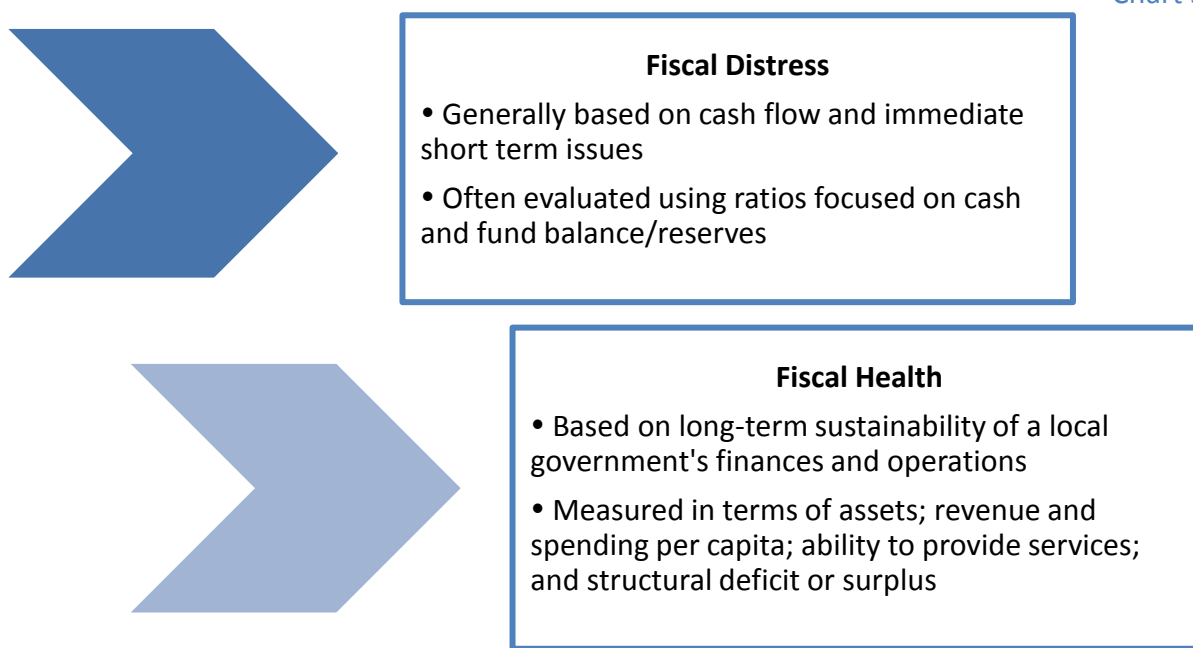 Chart
Fiscal Distress
• Generally based on cash flow and immediate
short term issues
• Often evaluated using ratios focused on cash
and fund balance/reserves
Fiscal Health
• Based on long-term sustainability of a local
government's finances and operations
• Measured in terms of assets; revenue and
spending per capita; ability to provide services;
and structural deficit or surplus